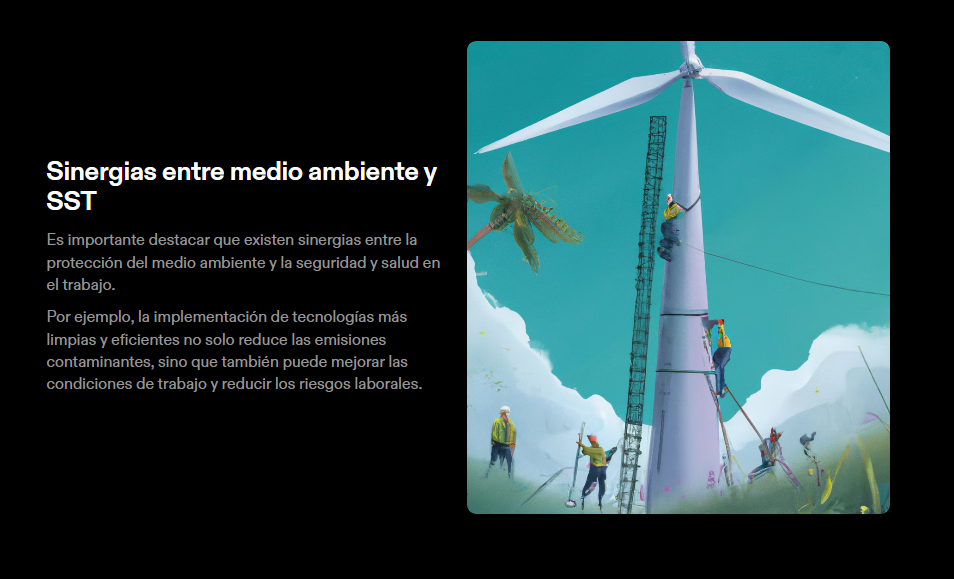 Sinergias entre medio ambiente y
SST
Es importante destacar que existen sinergias entre la
protección del medio ambiente y la seguridad y salud en
el trabajo.
Por ejemplo, la implementación de tecnologías más
limpias y eficientes no solo reduce las emisiones
contaminantes, sino que también puede mejorar las
condiciones de trabajo y reducir los riesgos laborales.